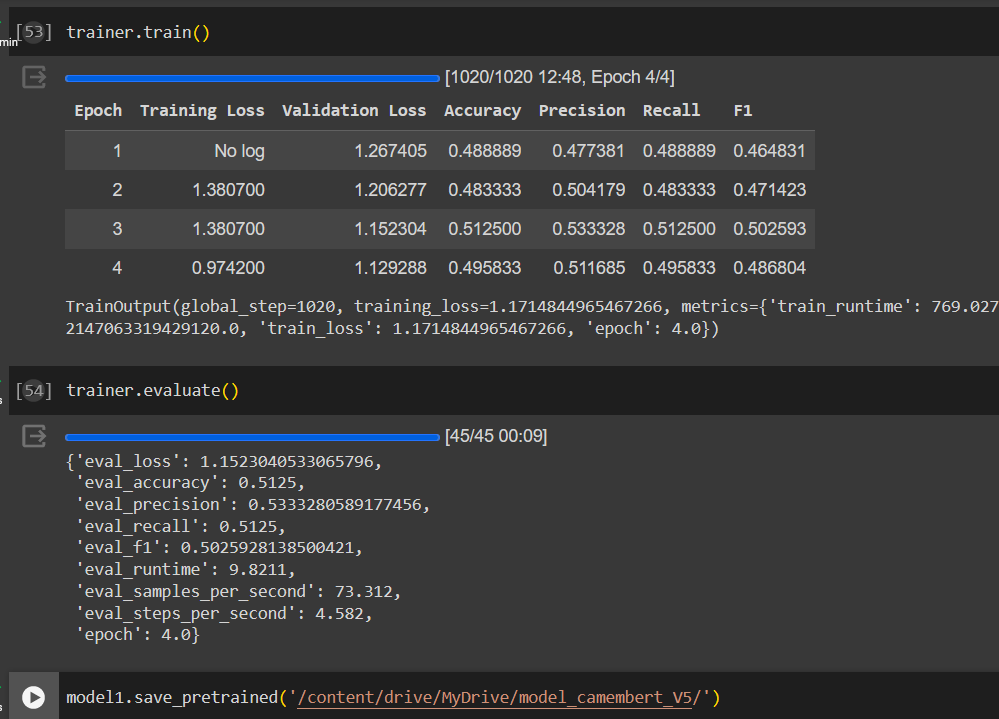 [53] trainer.train()
min
[1020/1020 12:48, Epoch 4/4]
Epoch Training Loss Validation Loss Accuracy Precision Recall F1
1 No log 1.267405 0.488889 0.477381 0.488889 0.464831
2 1.380700 1.206277 0.483333 0.504179 0.483333 0.471423
3 1.380700 1.152304 0.512500 0.533328 0.512500 0.502593
4 0.974200 1.129288 0.495833 0.511685 0.495833 0.486804
TrainOutput(global_step=1020, training_loss=1.1714844965467266, metrics={'train_runtime': 769.027
2147063319429120.0, 'train_loss': 1.1714844965467266, 'epoch': 4.0})
[54] trainer.evaluate()
s
[45/45 00:09]
{'eval_loss': 1.1523040533065796,
'eval_accuracy': 0.5125,
'eval_precision': 0.5333280589177456,
'eval_recall': 0.5125,
'eval_f1': 0.5025928138500421,
'eval_runtime': 9.8211,
'eval_samples_per_second': 73.312,
'eval_steps_per_second': 4.582,
'epoch': 4.0}
model1.save_pretrained('/content/drive/MyDrive/model_camembert_V5/')
s